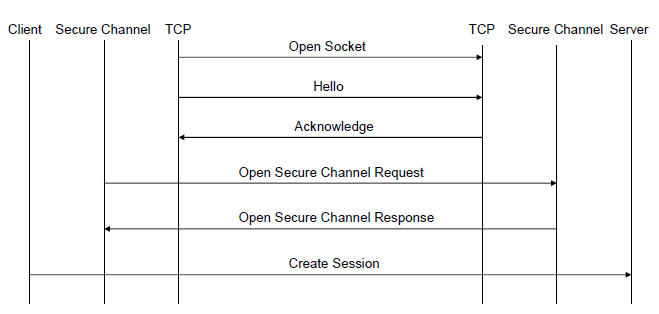 Client Secure Channel TCP TCP Secure Channel Server
Open Socket
Hello
Acknowledge
Open Secure Channel Request
Open Secure Channel Response
Create Session